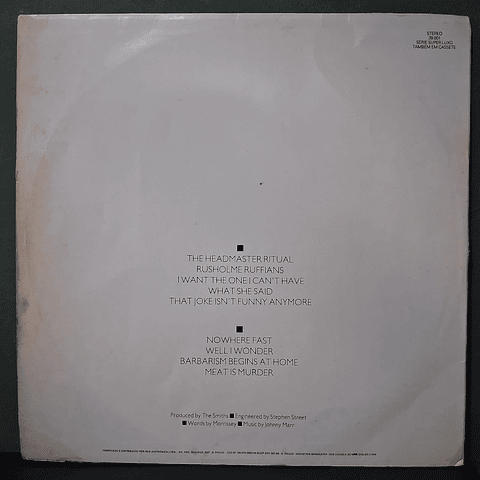 STEREO
SÉRIE SUPER LUXO
TAMBÉM EM CASSETE
THE HEADMASTER RITUAL
RUSHOLME RUFFIANS
I WANT THE ONE I CAN'T HAVE
WHAT SHE SAID
THAT JOKE ISN'T FUNNY ANYMORE
NOWHERE FAST
WELL I WONDER
BARBARISM BEGINS AT HOME
MEAT IS MURDER
Produced by The Smiths ■ Engineered by Stephen Street
■ Words by Morrissey ■ Music by Johnny Marr